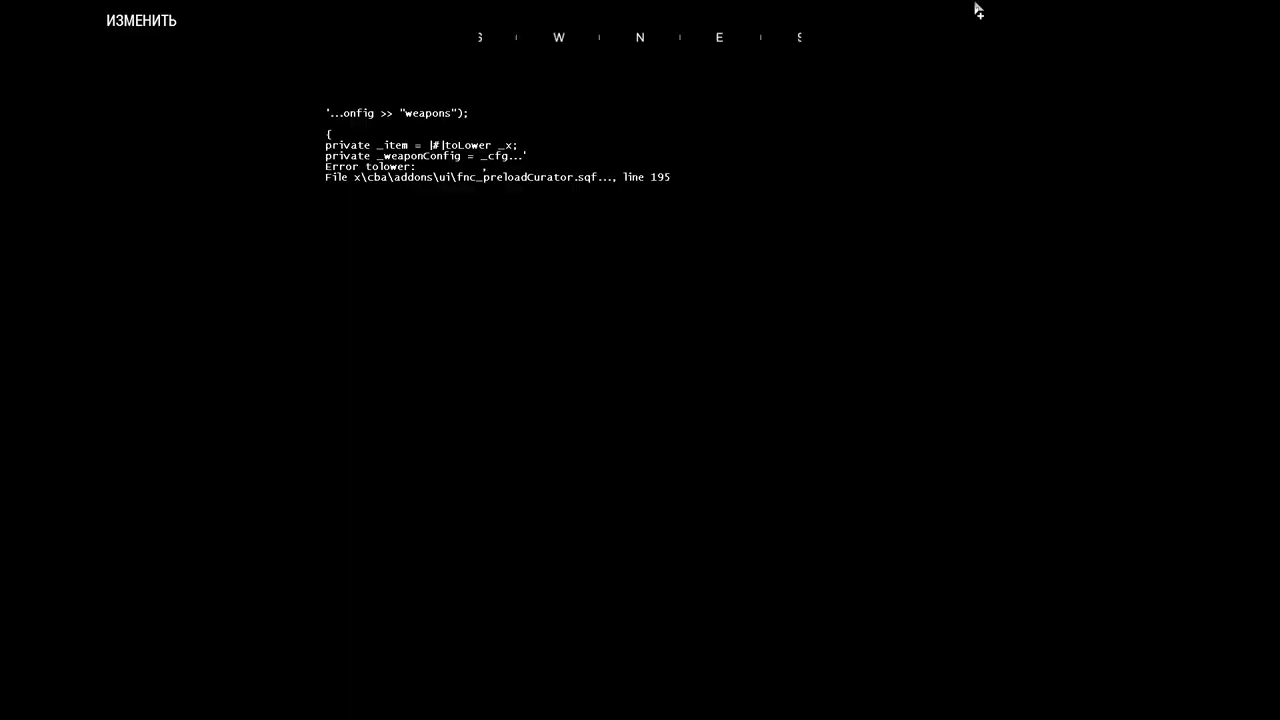 ИЗМЕНИТЬ
S W N E S
'...onfig >> "weapons");
{
private _item = |#|toLower _x;
private _weaponConfig = _cfg...'
Error tolower: ,
File x\cba\addons\ui\fnc_preloadCurator.sqf..., line 195